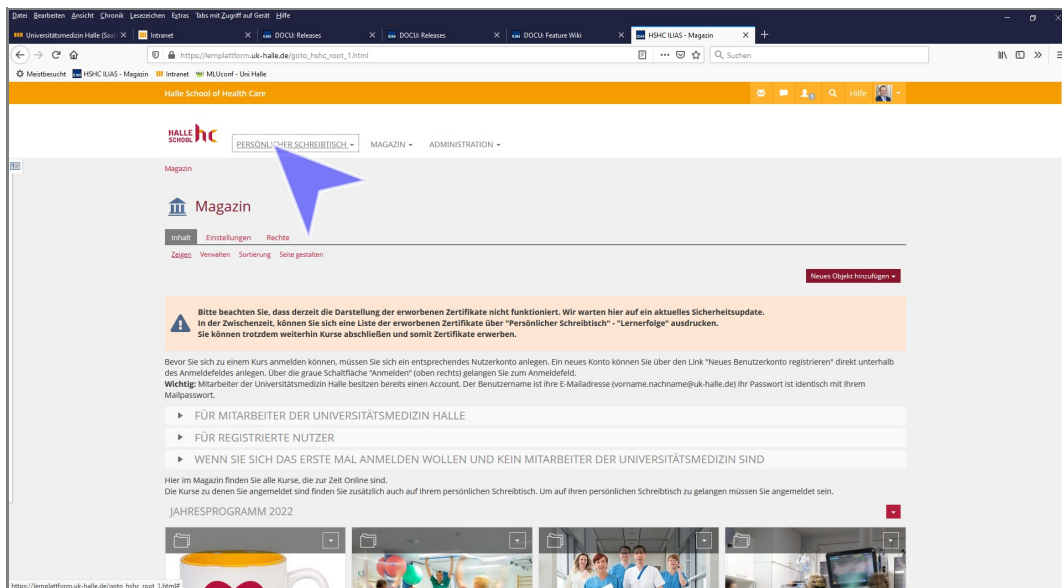 Datei Bearbeiten Ansicht Chronik Lesezeichen Extras Tabs mit Zugriff auf Gerät Hilfe
Universitätsmedizin Halle (Saal
Intranet
DOCU: Releases
DOCU: Releases
DOCU: Feature Wiki
HSHC ILIAS - Magazin
https://lernplattform.uk-halle.de/goto_hshc_root_1.html
Suchen
Meistbesucht HSHC ILIAS - Magazin Intranet MLUconf - Uni Halle
Halle School of Health Care
Hilfe
HALLE SCHOOL hc
PERSÖNLICHER SCHREIBTISCH MAGAZIN ADMINISTRATION
Magazin
Magazin
Inhalt Einstellungen Rechte
Zeigen Verwalten Sortierung Seite gestalten
Neues Objekt hinzufügen
Bitte beachten Sie, dass derzeit die Darstellung der erworbenen Zertifikate nicht funktioniert. Wir warten hier auf ein aktuelles Sicherheitsupdate.
In der Zwischenzeit, können Sie sich eine Liste der erworbenen Zertifikate über "Persönlicher Schreibtisch" - "Lernerfolge" ausdrucken.
Sie können trotzdem weiterhin Kurse abschließen und somit Zertifikate erwerben.
Bevor Sie sich zu einem Kurs anmelden können, müssen Sie sich ein entsprechendes Nutzerkonto anlegen. Ein neues Konto können Sie über den Link "Neues Benutzerkonto registrieren" direkt unterhalb
des Anmeldefeldes anlegen. Über die graue Schaltfläche "Anmelden" (oben rechts) gelangen Sie zum Anmeldefeld.
Wichtig: Mitarbeiter der Universitätsmedizin Halle besitzen bereits einen Account. Der Benutzername ist ihre E-Mailadresse (vorname.nachname@uk-halle.de) Ihr Passwort ist identisch mit Ihrem
Mailpasswort.
FÜR MITARBEITER DER UNIVERSITÄTSMEDIZIN HALLE
FÜR REGISTRIERTE NUTZER
WENN SIE SICH DAS ERSTE MAL ANMELDEN WOLLEN UND KEIN MITARBEITER DER UNIVERSITÄTSMEDIZIN SIND
Hier im Magazin finden Sie alle Kurse, die zur Zeit Online sind.
Die Kurse zu denen Sie angemeldet sind finden Sie zusätzlich auch auf Ihrem persönlichen Schreibtisch. Um auf Ihren persönlichen Schreibtisch zu gelangen müssen Sie angemeldet sein.
JAHRESPROGRAMM 2022
https://lernplattform.uk-halle.de/goto_hshc_root_1.html#